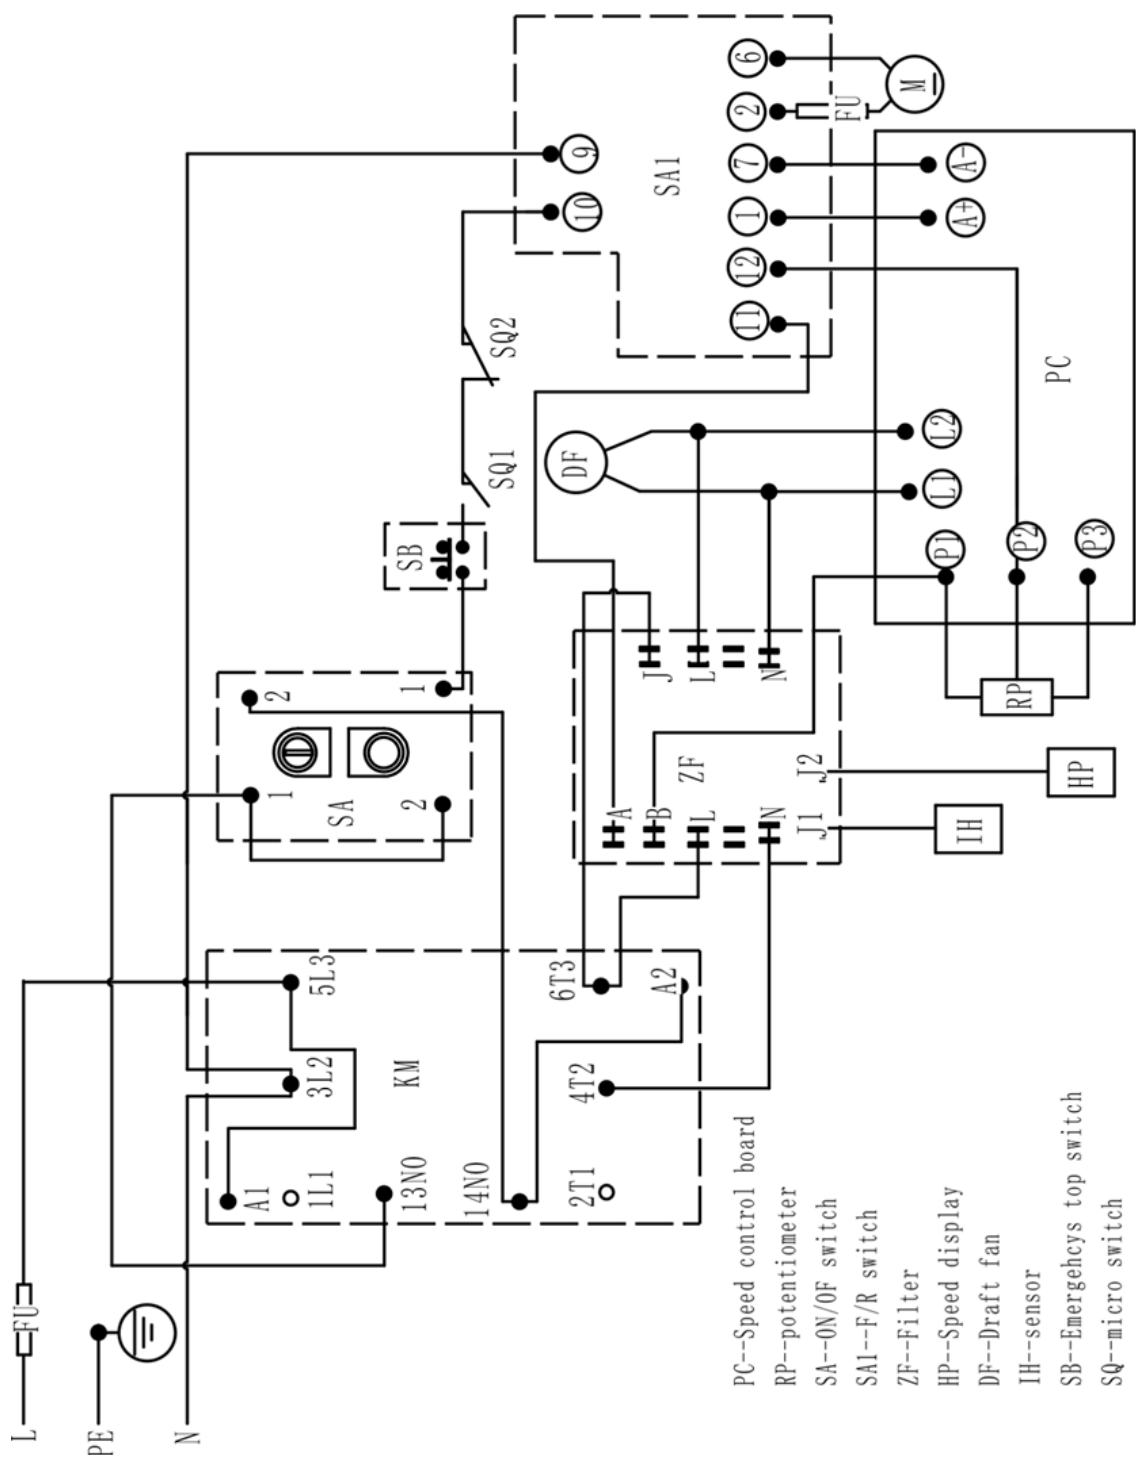 L
PE
N
FU
A1
1L1
3L2
5L3
13NO
KM
14NO
2T1
4T2
6T3
A2
1
2
SA
2
1
SB
SQ1
SQ2
9
10
SA1
6
2
7
1
12
11
FU
M
DF
A
B
L
N
J1
J2
ZF
J
L
N
IH
HP
RP
P1
P2
P3
L1
L2
A+
A-
PC
PC--Speed control board
RP--potentiometer
SA--ON/OF switch
SA1--F/R switch
ZF--Filter
HP--Speed display
DF--Draft fan
IH--sensor
SB--Emergehcys top switch
SQ--micro switch